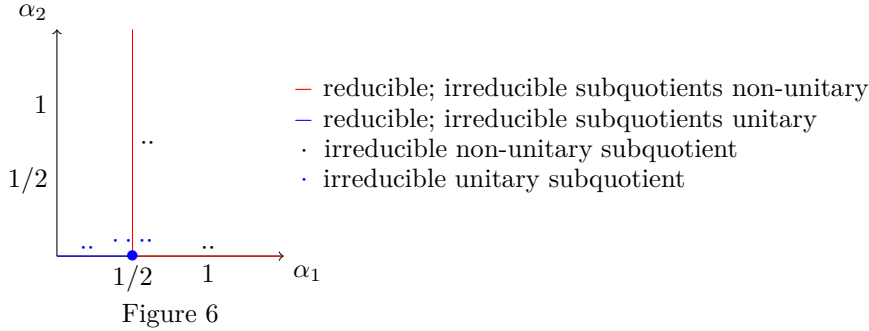 α₂
1
1/2
1/2
1
α₁
– reducible; irreducible subquotients non-unitary
– reducible; irreducible subquotients unitary
· irreducible non-unitary subquotient
· irreducible unitary subquotient
Figure 6